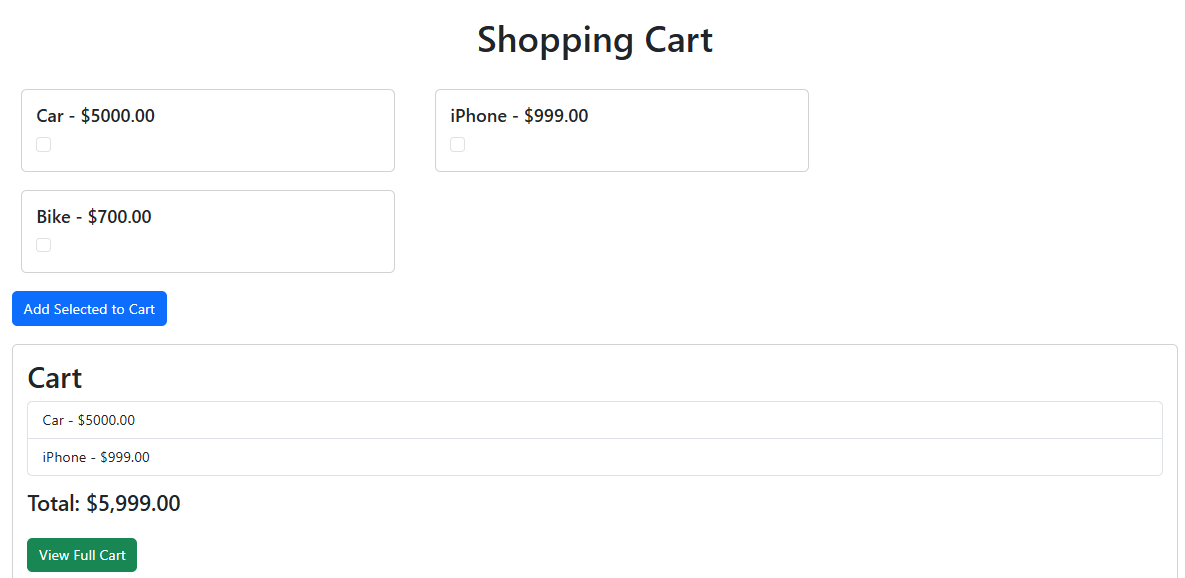 Shopping Cart
Car - $5000.00
iPhone - $999.00
Bike - $700.00
Add Selected to Cart
Cart
Car - $5000.00
iPhone - $999.00
Total: $5,999.00
View Full Cart